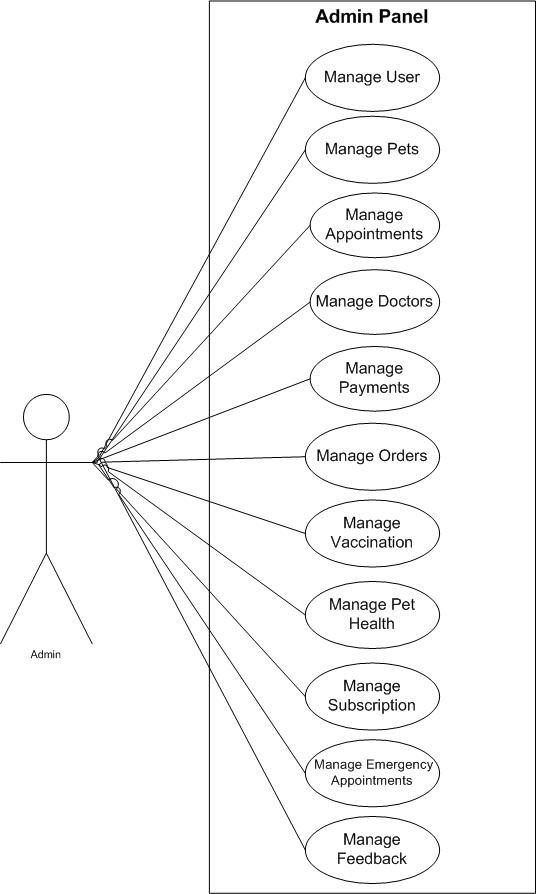 Admin Panel
Manage User
Manage Pets
Manage
Appointments
Manage Doctors
Manage
Payments
Manage Orders
Manage
Vaccination
Manage Pet
Health
Admin
Manage
Subscription
Manage Emergency
Appointments
Manage
Feedback